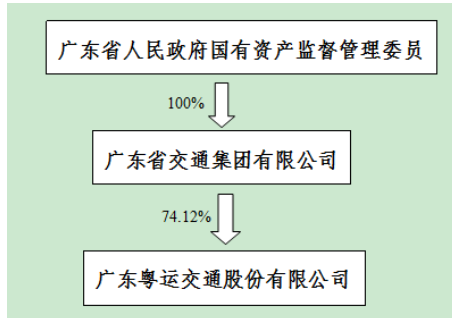 广东省人民政府国有资产监督管理委员
100%
广东省交通集团有限公司
74.12%
广东粤运交通股份有限公司